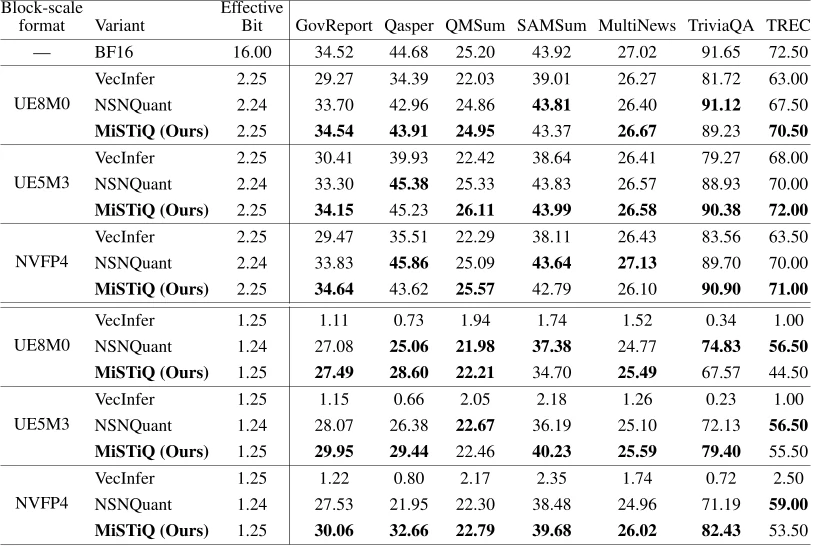 Block-scale Effective
format Variant Bit GovReport Qasper QMSum SAMSum MultiNews TriviaQA TREC
— BF16 16.00 34.52 44.68 25.20 43.92 27.02 91.65 72.50
VecInfer 2.25 29.27 34.39 22.03 39.01 26.27 81.72 63.00
UE8M0 NSNQuant 2.24 33.70 42.96 24.86 43.81 26.40 91.12 67.50
MiSTiQ (Ours) 2.25 34.54 43.91 24.95 43.37 26.67 89.23 70.50
VecInfer 2.25 30.41 39.93 22.42 38.64 26.41 79.27 68.00
UE5M3 NSNQuant 2.24 33.30 45.38 25.33 43.83 26.57 88.93 70.00
MiSTiQ (Ours) 2.25 34.15 45.23 26.11 43.99 26.58 90.38 72.00
VecInfer 2.25 29.47 35.51 22.29 38.11 26.43 83.56 63.50
NVFP4 NSNQuant 2.24 33.83 45.86 25.09 43.64 27.13 89.70 70.00
MiSTiQ (Ours) 2.25 34.64 43.62 25.57 42.79 26.10 90.90 71.00
VecInfer 1.25 1.11 0.73 1.94 1.74 1.52 0.34 1.00
UE8M0 NSNQuant 1.24 27.08 25.06 21.98 37.38 24.77 74.83 56.50
MiSTiQ (Ours) 1.25 27.49 28.60 22.21 34.70 25.49 67.57 44.50
VecInfer 1.25 1.15 0.66 2.05 2.18 1.26 0.23 1.00
UE5M3 NSNQuant 1.24 28.07 26.38 22.67 36.19 25.10 72.13 56.50
MiSTiQ (Ours) 1.25 29.95 29.44 22.46 40.23 25.59 79.40 55.50
VecInfer 1.25 1.22 0.80 2.17 2.35 1.74 0.72 2.50
NVFP4 NSNQuant 1.24 27.53 21.95 22.30 38.48 24.96 71.19 59.00
MiSTiQ (Ours) 1.25 30.06 32.66 22.79 39.68 26.02 82.43 53.50